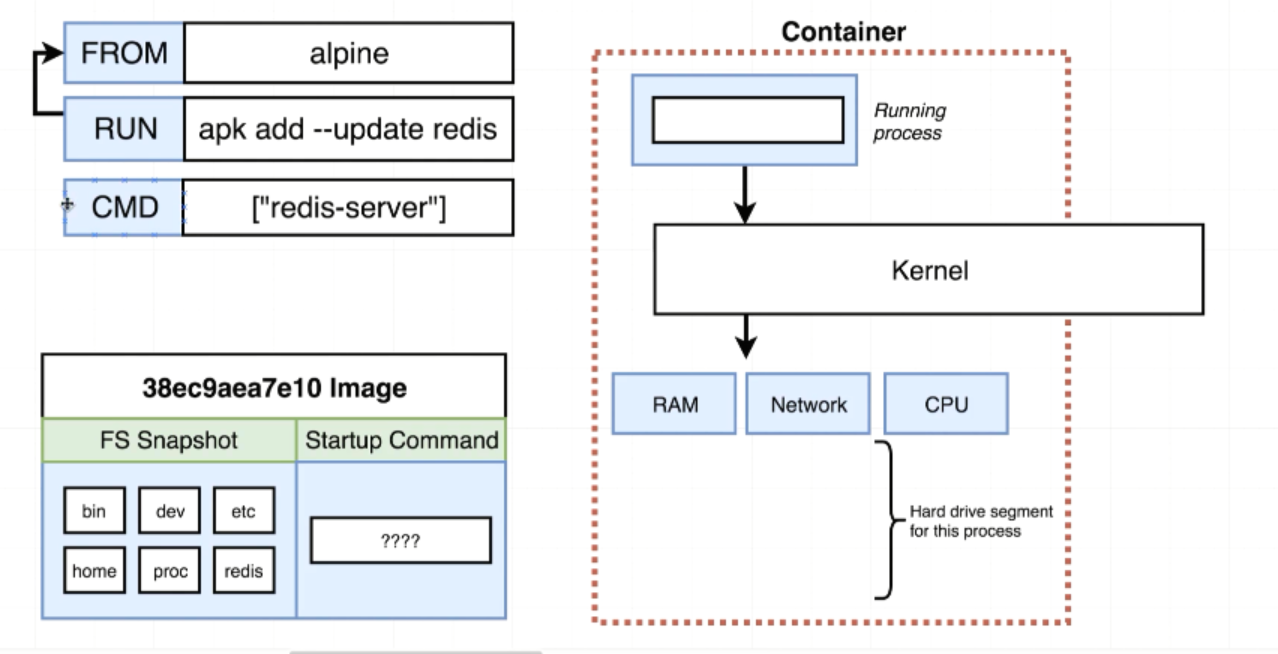 FROM alpine
RUN apk add --update redis
CMD ["redis-server"]
38ec9aea7e10 Image
FS Snapshot Startup Command
bin dev etc
????
home proc redis
Container
Running
process
Kernel
RAM Network CPU
Hard drive segment
for this process